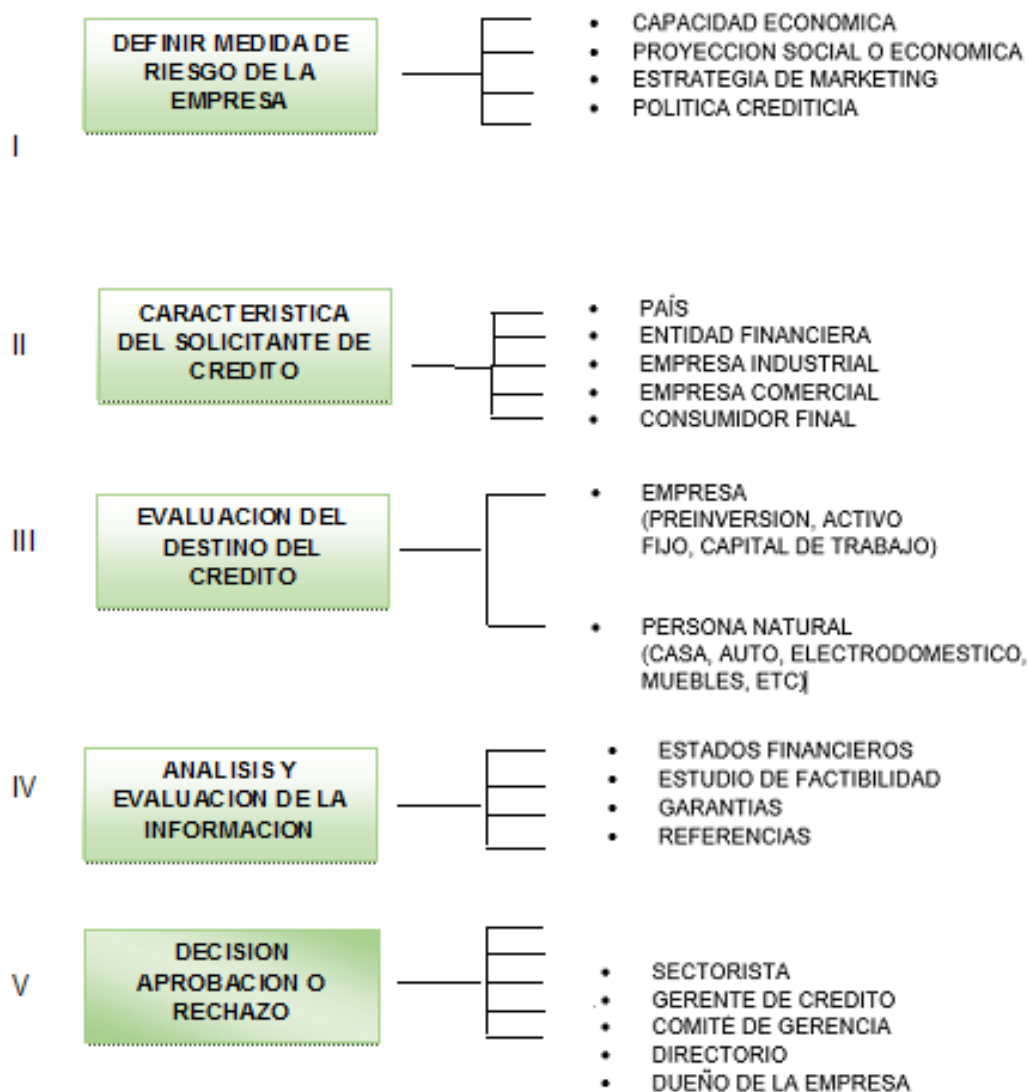 DEFINIR MEDIDA DE
RIESGO DE LA
EMPRESA
• CAPACIDAD ECONOMICA
• PROYECCION SOCIAL O ECONOMICA
• ESTRATEGIA DE MARKETING
• POLITICA CREDITICIA
I
II
CARACTERISTICA
DEL SOLICITANTE DE
CREDITO
• PAÍS
• ENTIDAD FINANCIERA
• EMPRESA INDUSTRIAL
• EMPRESA COMERCIAL
• CONSUMIDOR FINAL
III
EVALUACION DEL
DESTINO DEL
CREDITO
• EMPRESA
(PREINVERSION, ACTIVO
FIJO, CAPITAL DE TRABAJO)
• PERSONA NATURAL
(CASA, AUTO, ELECTRODOMESTICO,
MUEBLES, ETC)
IV
ANALISIS Y
EVALUACION DE LA
INFORMACION
• ESTADOS FINANCIEROS
• ESTUDIO DE FACTIBILIDAD
• GARANTIAS
• REFERENCIAS
V
DECISION
APROBACION O
RECHAZO
• SECTORISTA
• GERENTE DE CREDITO
• COMITÉ DE GERENCIA
• DIRECTORIO
• DUEÑO DE LA EMPRESA